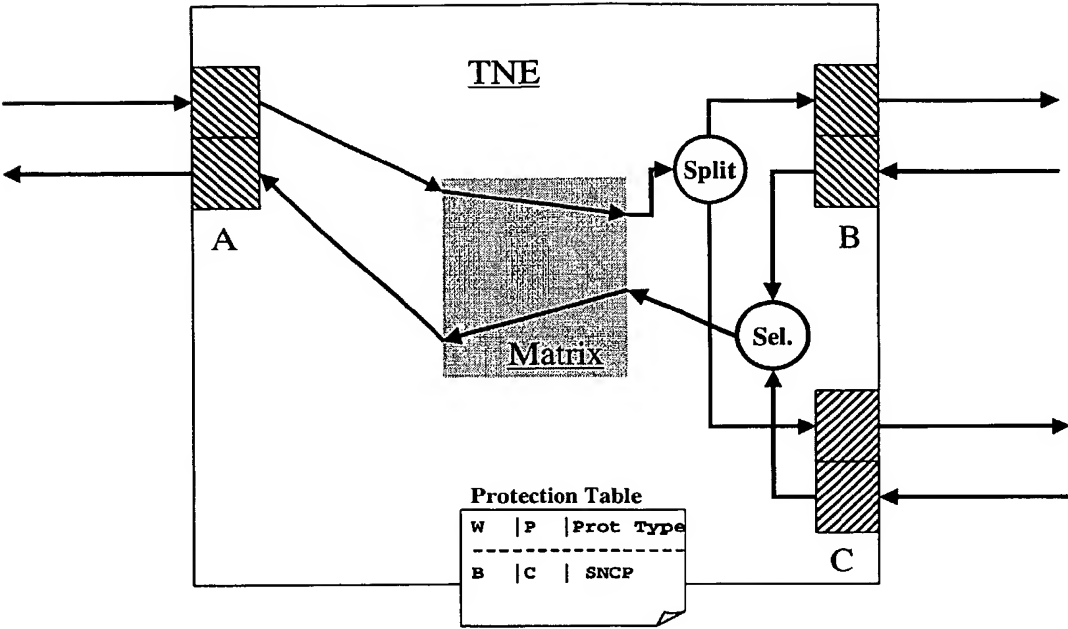 TNE
Split
A
B
Sel.
Matrix
Protection Table
W |P |Prot Type
B |C | SNCP
C